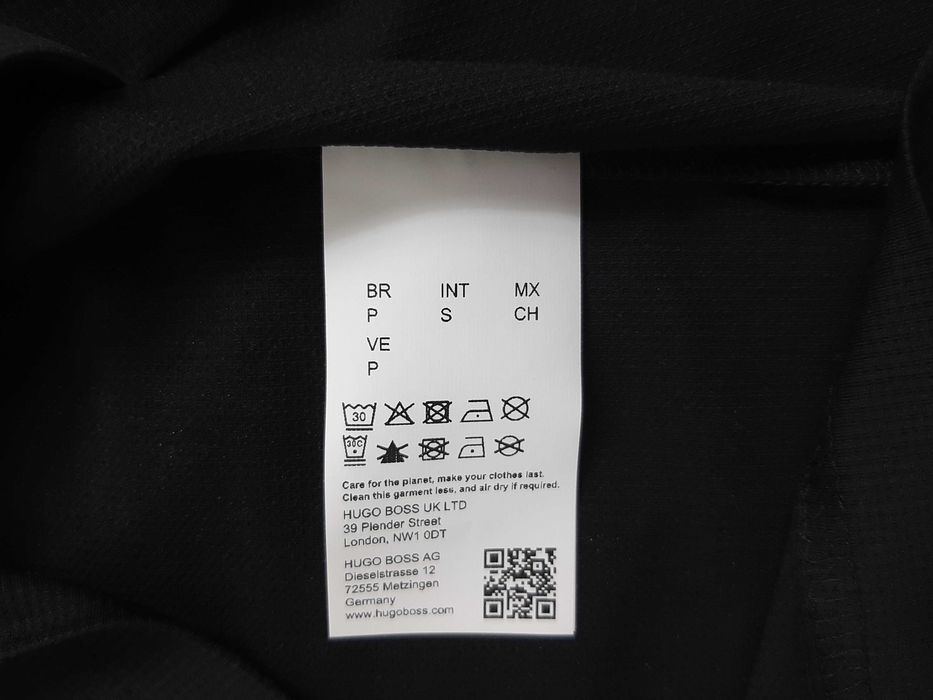 BR INT MX
P S CH
VE
P
30
30C
Care for the planet, make your clothes last.
Clean this garment less, and air dry if required.
HUGO BOSS UK LTD
39 Plender Street
London, NW1 0DT
HUGO BOSS AG
Dieselstrasse 12
72555 Metzingen
Germany
www.hugoboss.com